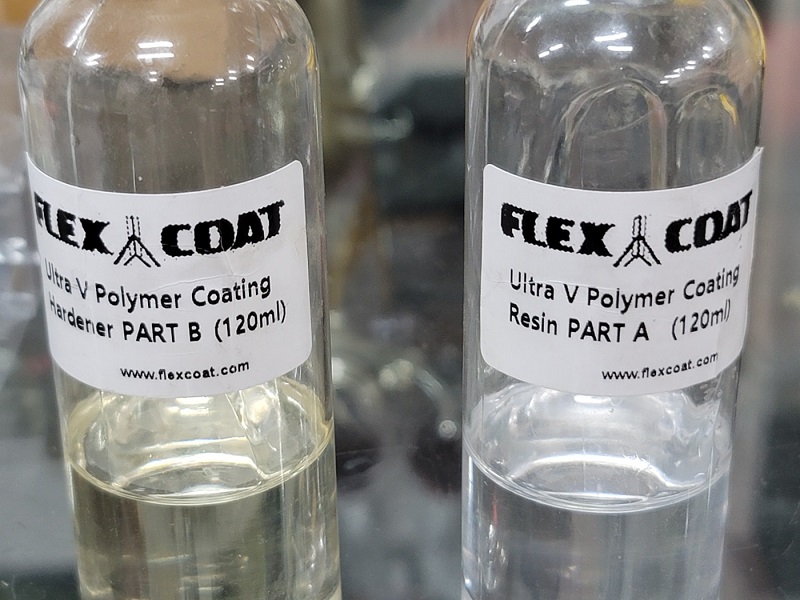 FLEX COAT
Ultra V Polymer Coating
Hardener PART B (120ml)
www.flexcoat.com
FLEX COAT
Ultra V Polymer Coating
Resin PART A (120ml)
www.flexcoat.com